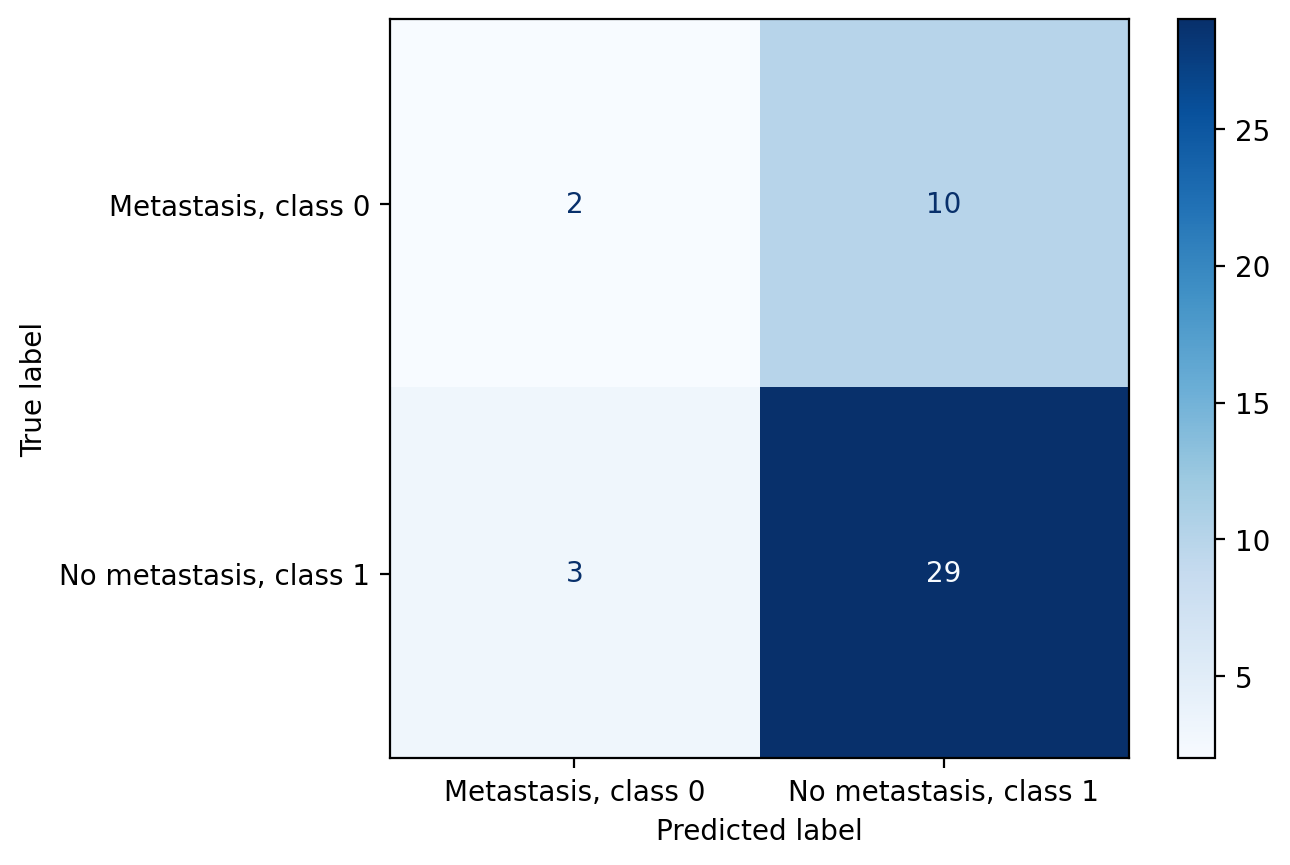 Metastasis, class 0
No metastasis, class 1
True label
2
10
3
29
Metastasis, class 0
No metastasis, class 1
Predicted label
25
20
15
10
5